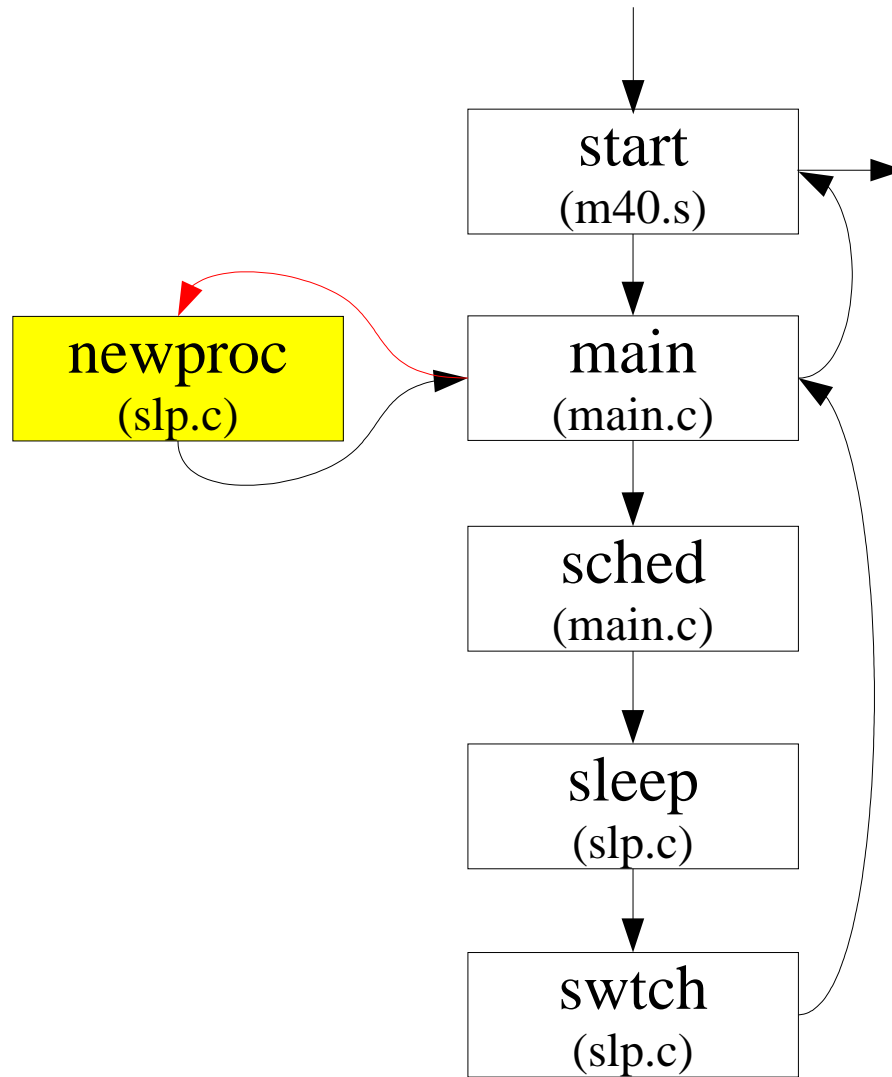 start
(m40.s)
newproc
(slp.c)
main
(main.c)
sched
(main.c)
sleep
(slp.c)
swtch
(slp.c)